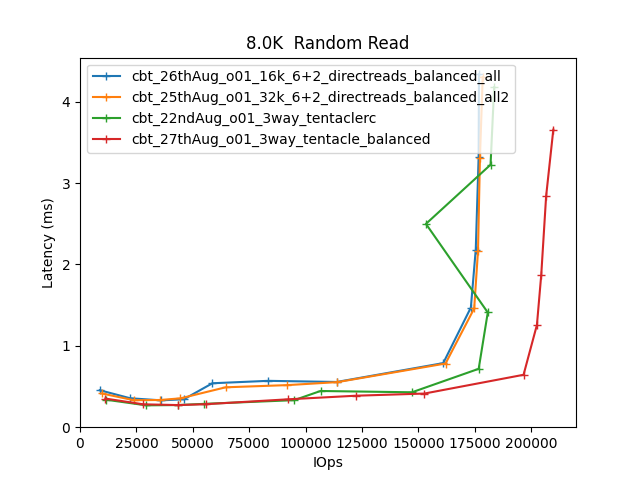 8.0K  Random Read
cbt_26thAug_o01_16k_6+2_directreads_balanced_all
cbt_25thAug_o01_32k_6+2_directreads_balanced_all2
cbt_22ndAug_o01_3way_tentaclerc
cbt_27thAug_o01_3way_tentacle_balanced
4
3
2
1
0
Latency (ms)
0 25000 50000 75000 100000 125000 150000 175000 200000
IOps